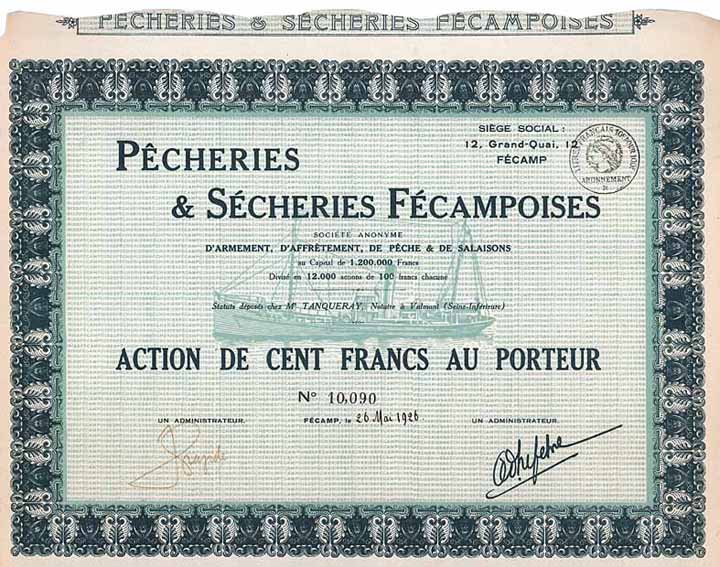 PÊCHERIES & SÉCHERIES FÉCAMPOISES
SIÈGE SOCIAL :
12, Grand-Quai, 12
FÉCAMP
ABONNEMENT
PÊCHERIES
& SÉCHERIES FÉCAMPOISES
SOCIÉTÉ ANONYME
D'ARMEMENT, D'AFFRÈTEMENT, DE PÊCHE & DE SALAISONS
au Capital de 1.200.000 Francs
Divisé en 12.000 actions de 100 francs chacune
Statuts déposés chez Me TANQUERAY, Notaire à Valmont (Seine-Inférieure)
ACTION DE CENT FRANCS AU PORTEUR
No 10,090
UN ADMINISTRATEUR.
FÉCAMP, le 26 Mai 1926
UN ADMINISTRATEUR.